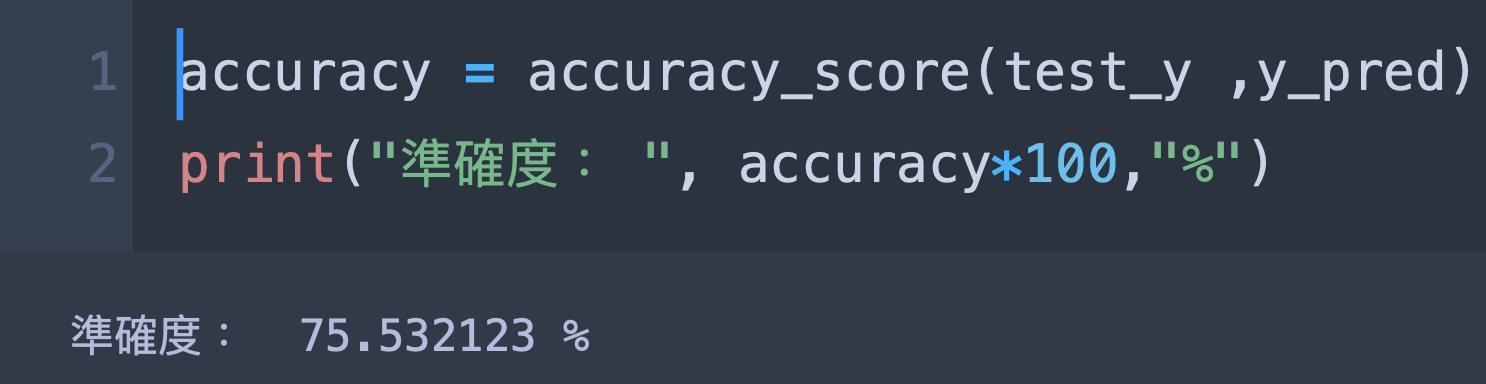 1 accuracy = accuracy_score(test_y ,y_pred)
2 print("準確度： ", accuracy*100,"%")
準確度：  75.532123 %